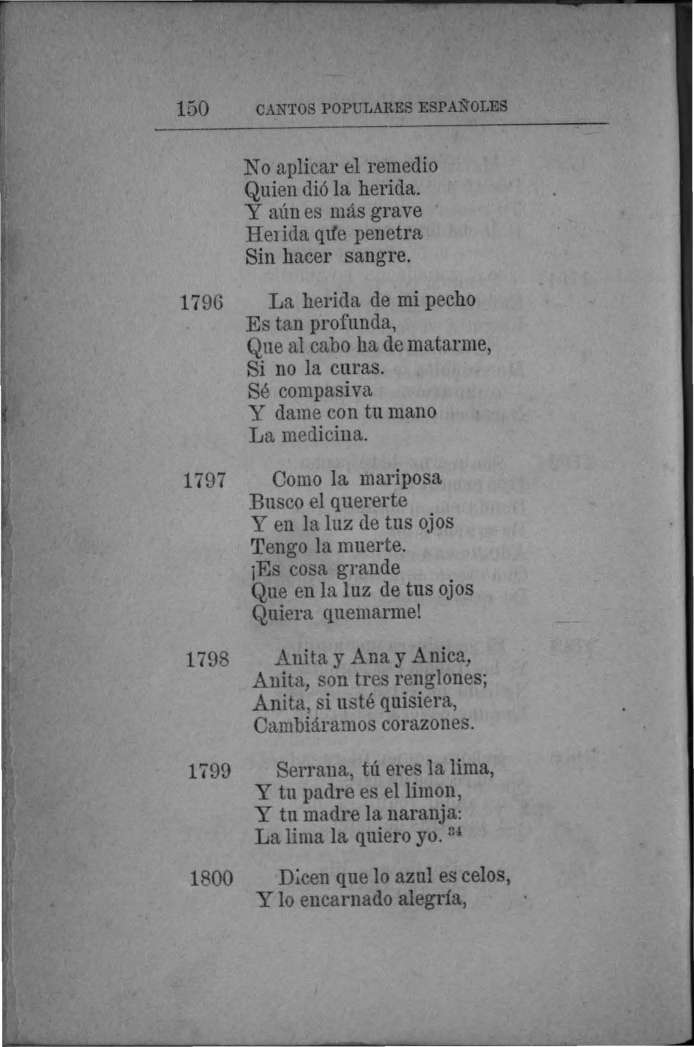 150 CANTOS POPULARES ESPAÑOLES
No aplicar el remedio
Quien dió la herida.
Y aún es más grave
Herida que penetra
Sin hacer sangre.
1796 La herida de mi pecho
Es tan profunda,
Que al cabo ha de matarme,
Si no la curas.
Sé compasiva
Y dame con tu mano
La medicina.
1797 Como la mariposa
Busco el quererte
Y en la luz de tus ojos
Tengo la muerte.
¡Es cosa grande
Que en la luz de tus ojos
Quiera quemarme!
1798 Anita y Ana y Anica,
Anita, son tres renglones;
Anita, si usté quisiera,
Cambiáramos corazones.
1799 Serrana, tú eres la lima,
Y tu padre es el limon,
Y tu madre la naranja:
La lima la quiero yo. 34
1800 Dicen que lo azul es celos,
Y lo encarnado alegría,